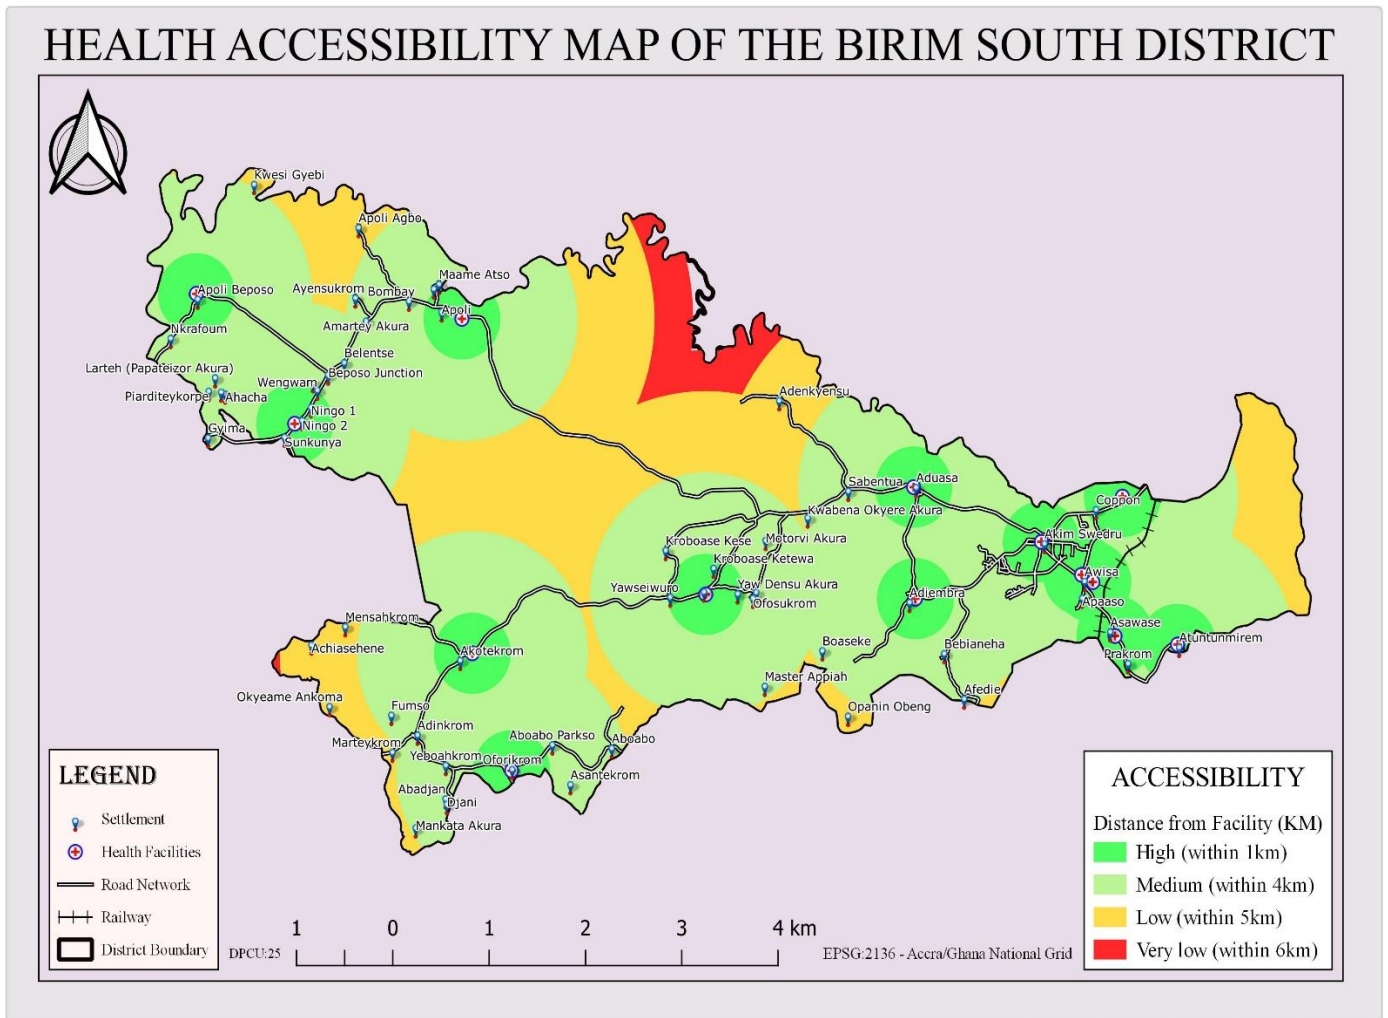 HEALTH ACCESSIBILITY MAP OF THE BIRIM SOUTH DISTRICT
Kwesi Gyebi
Apoli Agbo
Maame Atso
Apoli Beposo
Ayensukrom
Bombay
Apoli
Nkrafoum
Amartey Akura
Belentse
Larteh (Papateizor Akura)
Beposo Junction
Wengwam
Piarditeykorpe
Ahacha
Adenkyensu
Ningo 1
Ningo 2
Gyima
Sunkunya
Sabentua
Aduasa
Coppon
Kwabena Okyere Akura
Akim Swedru
Kroboase Kese
Motorvi Akura
Kroboase Ketewa
Awisa
Yawseiwuro
Yaw Densu Akura
Adiembra
Ofosukrom
Apaaso
Mensahkrom
Asawase
Atuntunmirem
Achiasehene
Akotekrom
Boaseke
Bebianeha
Prakrom
Master Appiah
Afedie
Okyeame Ankoma
Fumso
Opanin Obeng
Adinkrom
Marteykrom
Aboabo Parkso
Aboabo
Yeboahkrom
Oforikrom
Asantekrom
Abadjan
Djani
Mankata Akura
LEGEND
Settlement
Health Facilities
Road Network
Railway
District Boundary
DPCU:25
1 0 1 2 3 4 km
EPSG:2136 - Accra/Ghana National Grid
ACCESSIBILITY
Distance from Facility (KM)
High (within 1km)
Medium (within 4km)
Low (within 5km)
Very low (within 6km)